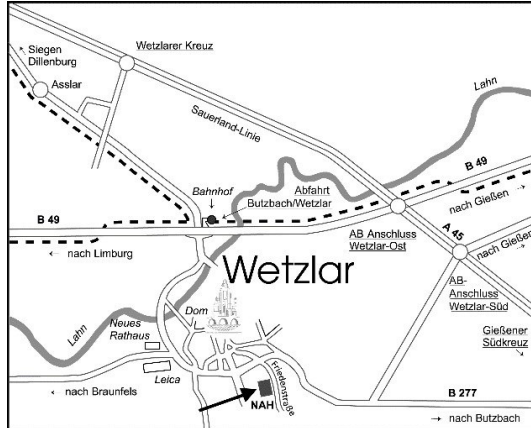 Siegen
Dillenburg
Wetzlarer Kreuz
Asslar
Sauerland-Linie
Lahn
Bahnhof
Abfahrt
Butzbach/Wetzlar
B 49
nach Gießen
B 49
nach Limburg
AB Anschluss
Wetzlar-Ost
A 45
nach Gießen
Wetzlar
AB-
Anschluss
Wetzlar-Süd
Dom
Lahn
Neues
Rathaus
Gießener
Südkreuz
Leica
Friedenstraße
nach Braunfels
NAH
B 277
nach Butzbach